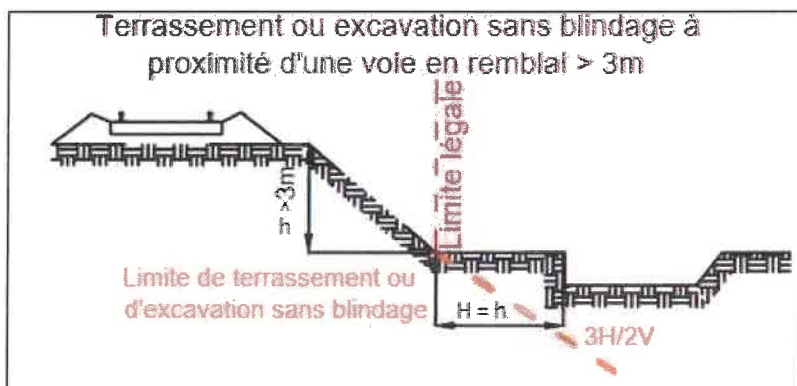 Terrassement ou excavation sans blindage à
proximité d'une voie en remblai > 3m
Limite légale
h >3m
Limite de terrassement ou
d'excavation sans blindage
H = h
3H/2V